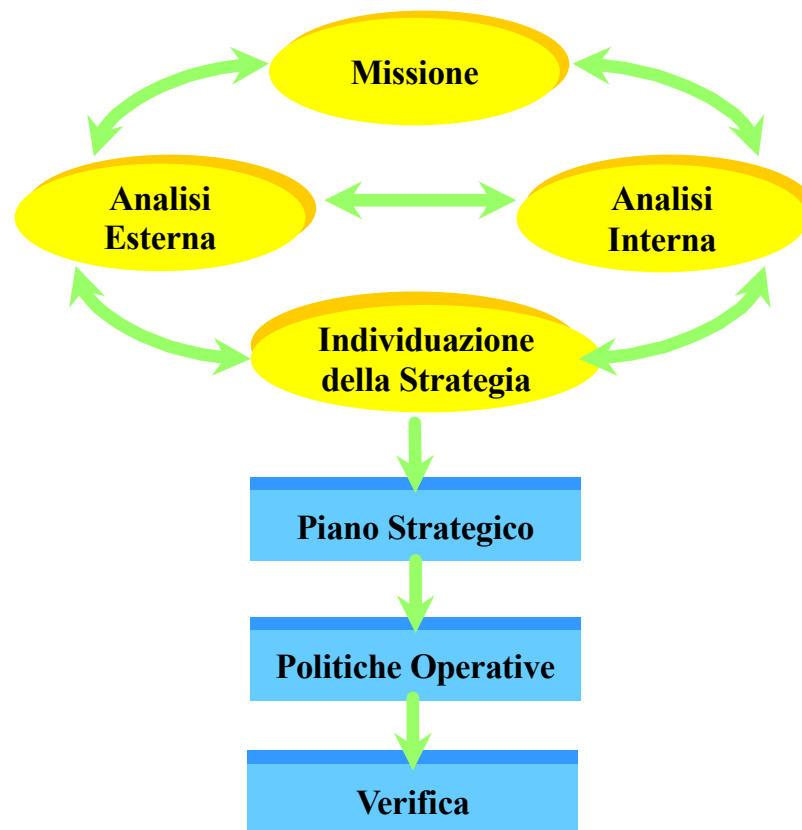 Missione
Analisi
Esterna
Analisi
Interna
Individuazione
della Strategia
Piano Strategico
Politiche Operative
Verifica